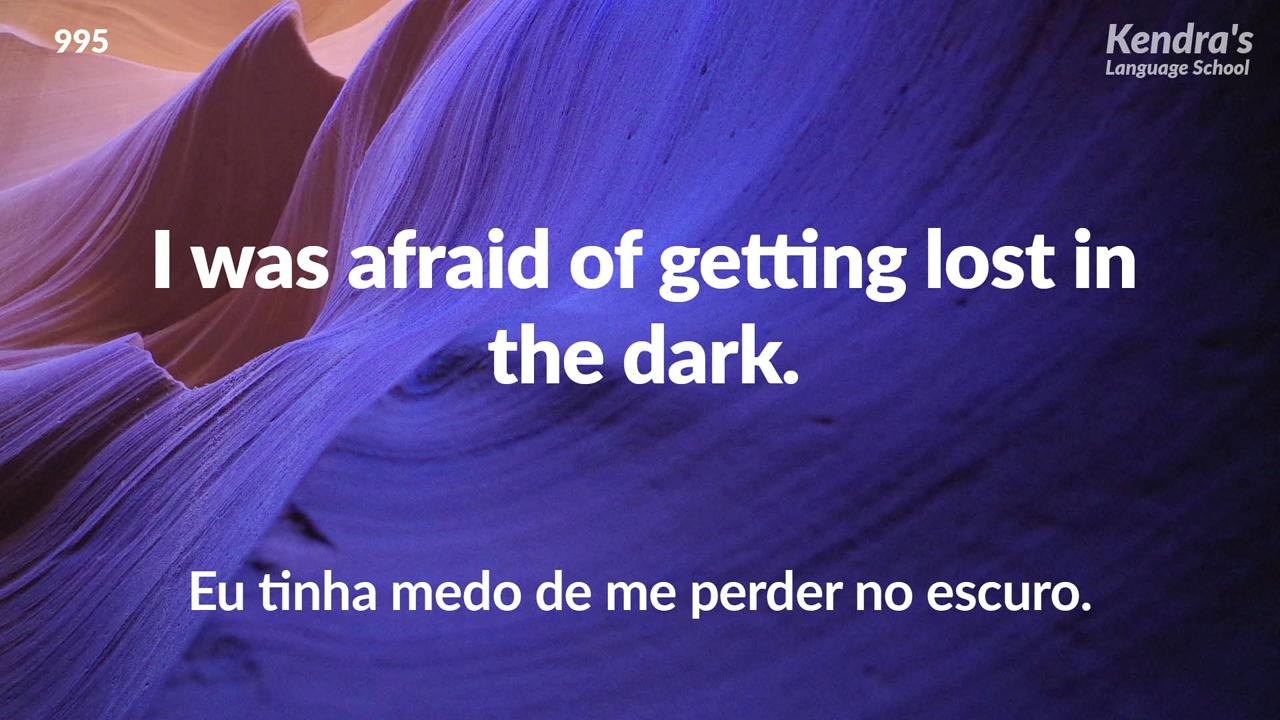 995
Kendra's
Language School
I was afraid of getting lost in
the dark.
Eu tinha medo de me perder no escuro.